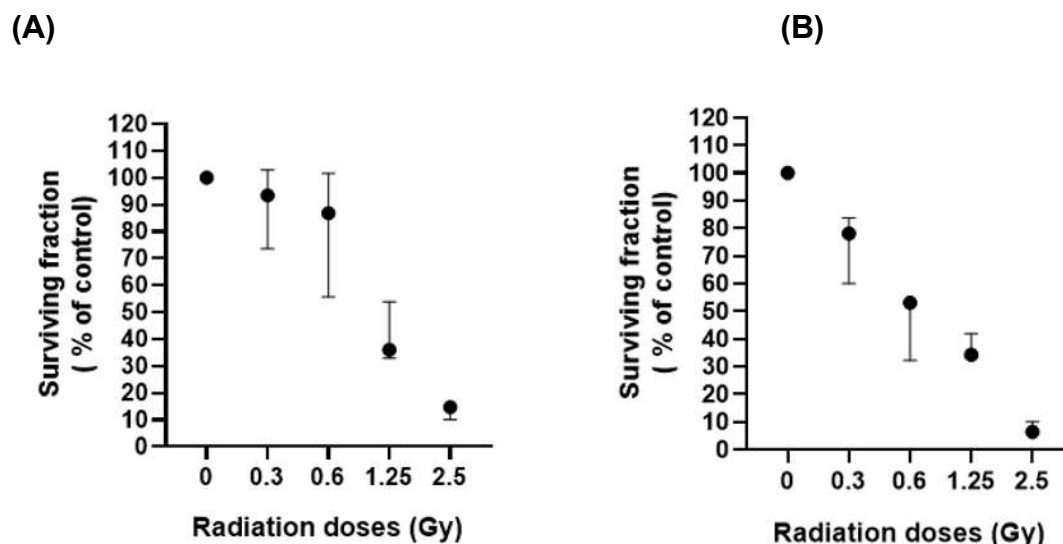 (A)
120
110
100
90
80
70
60
50
40
30
20
10
0
Surviving fraction
( % of control)
0 0.3 0.6 1.25 2.5
Radiation doses (Gy)
(B)
120
110
100
90
80
70
60
50
40
30
20
10
0
Surviving fraction
( % of control)
0 0.3 0.6 1.25 2.5
Radiation doses (Gy)